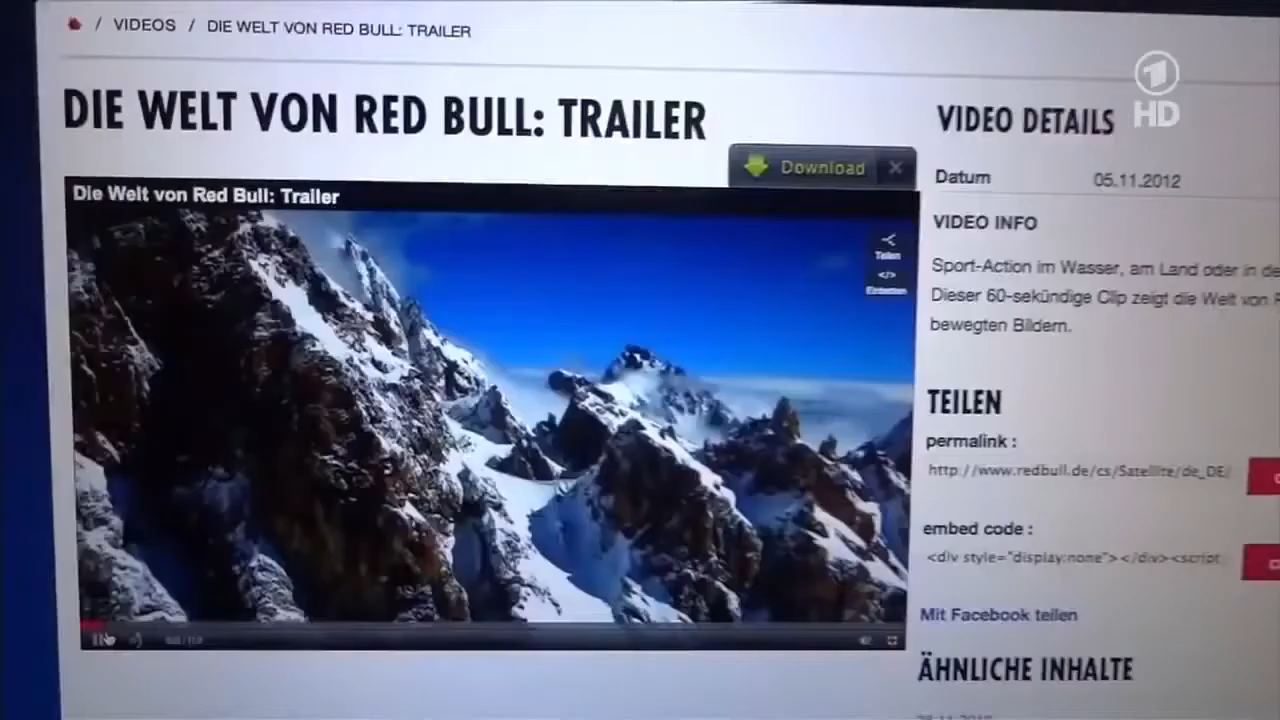 / VIDEOS / DIE WELT VON RED BULL: TRAILER
DIE WELT VON RED BULL: TRAILER
Download
Die Welt von Red Bull: Trailer
Teilen
</>
1
HD
VIDEO DETAILS
Datum 05.11.2012
VIDEO INFO
Sport-Action im Wasser, am Land oder in de
Dieser 60-sekündige Clip zeigt die Welt von
bewegten Bildern.
TEILEN
permalink :
http://www.redbull.de/cs/Satellite/de_DE/
embed code :
<div style="display:none"></div><script
Mit Facebook teilen
ÄHNLICHE INHALTE